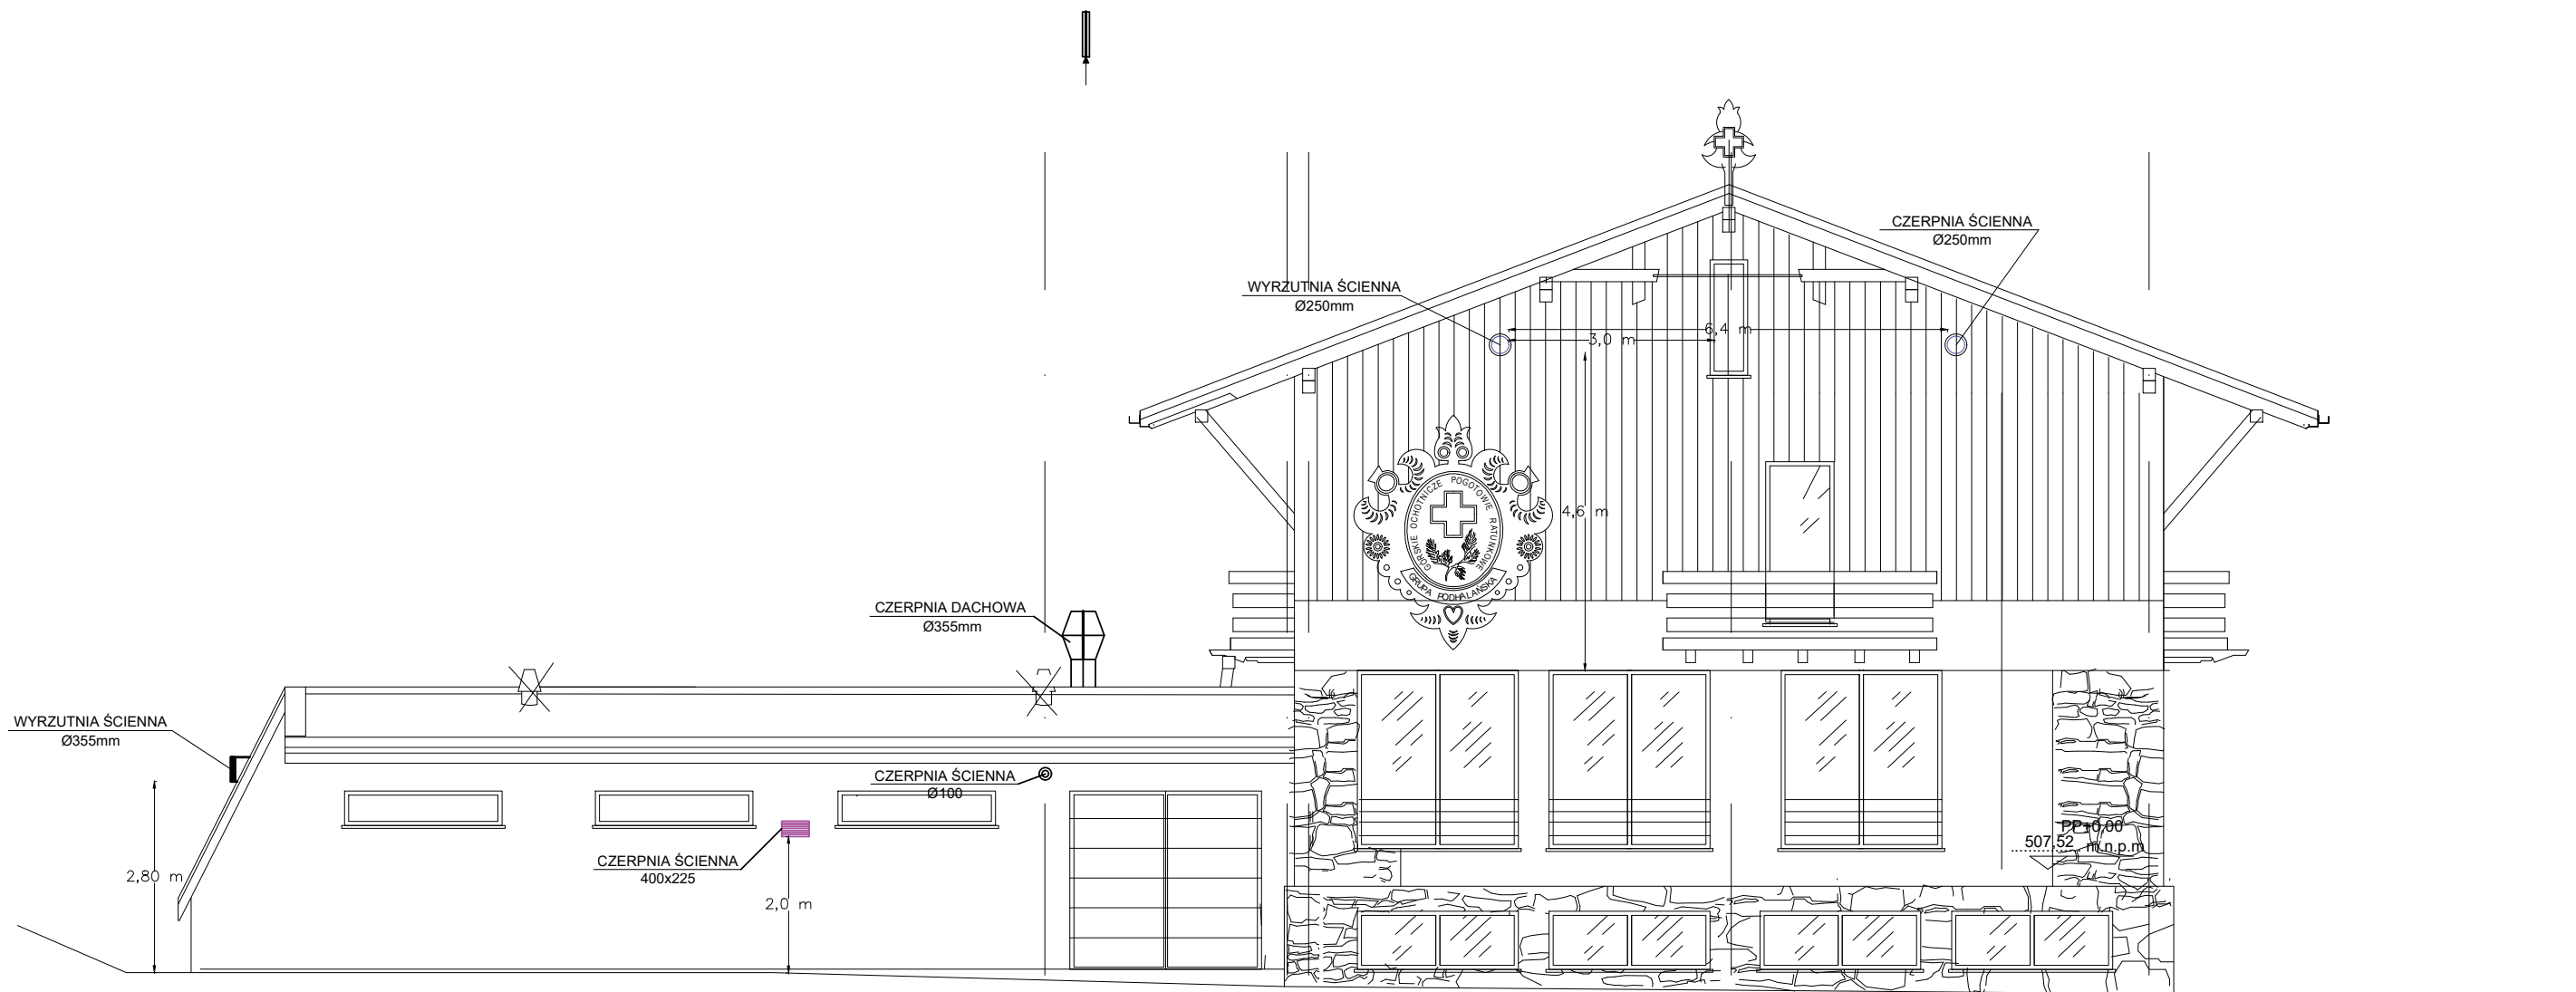 CZERPNIA ŚCIENNA
Ø250mm
WYRZUTNIA ŚCIENNA
Ø250mm
6,4 m
3,0 m
GÓRSKIE OCHOTNICZE POGOTOWIE RATUNKOWE
GRUPA PODHALAŃSKA
4,6 m
CZERPNIA DACHOWA
Ø355mm
WYRZUTNIA ŚCIENNA
Ø355mm
CZERPNIA ŚCIENNA
Ø100
PP+0,00
507,52 m.n.p.m
CZERPNIA ŚCIENNA
400x225
2,80 m
2,0 m